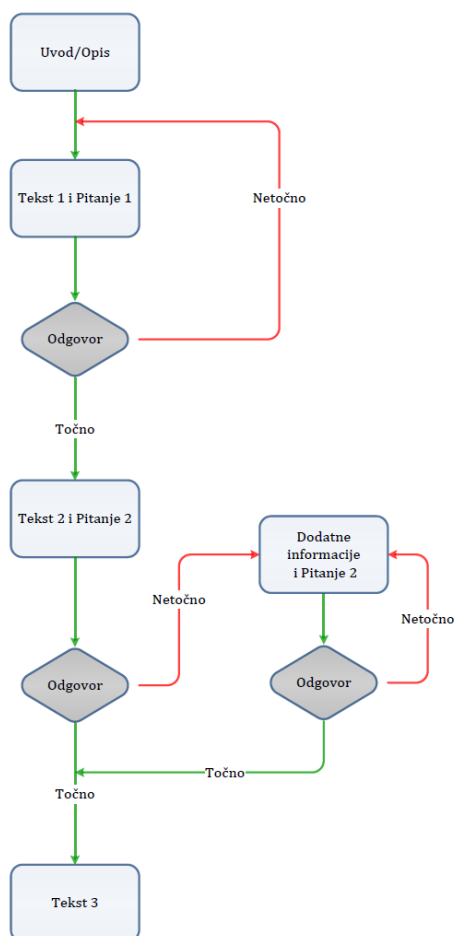 Uvod/Opis
Tekst 1 i Pitanje 1
Netočno
Odgovor
Točno
Tekst 2 i Pitanje 2
Dodatne
informacije
i Pitanje 2
Netočno
Netočno
Odgovor
Odgovor
Točno
Točno
Tekst 3